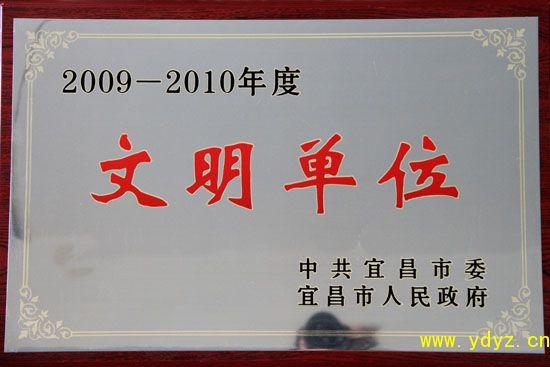 2009-2010年度
文明单位
中共宜昌市委
宜昌市人民政府
www.ydyz.cn